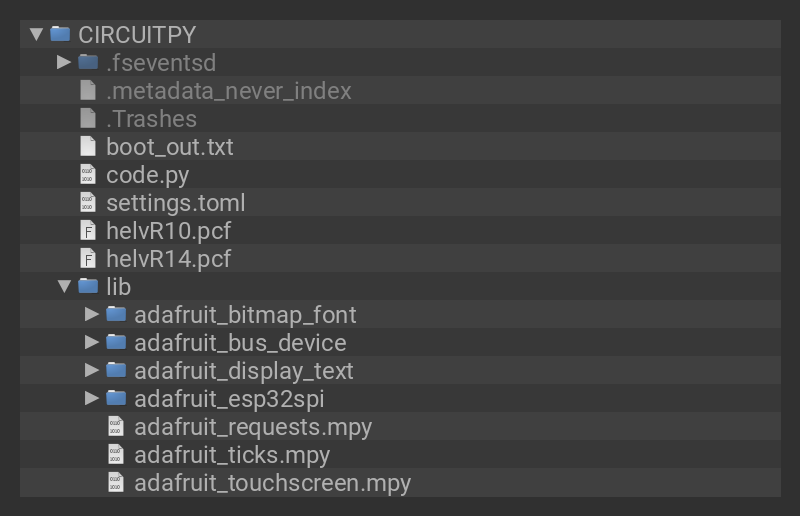 CIRCUITPY
.fseventsd
.metadata_never_index
.Trashes
boot_out.txt
code.py
settings.toml
helvR10.pcf
helvR14.pcf
lib
adafruit_bitmap_font
adafruit_bus_device
adafruit_display_text
adafruit_esp32spi
adafruit_requests.mpy
adafruit_ticks.mpy
adafruit_touchscreen.mpy